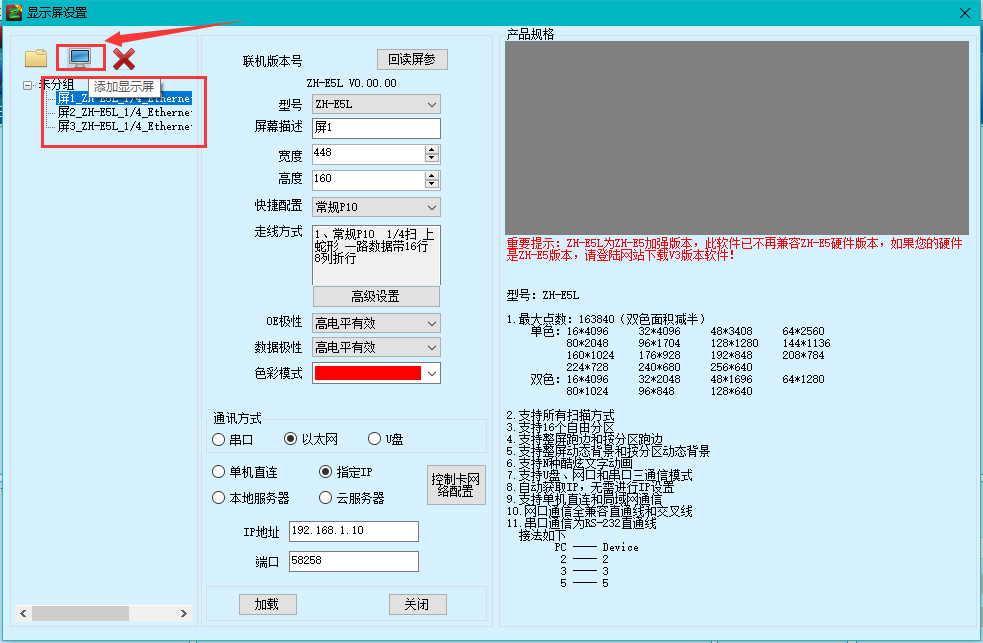 显示屏设置
未分组
添加显示屏
屏1_ZH-E5L_1/4_Etherne
屏2_ZH-E5L_1/4_Etherne
屏3_ZH-E5L_1/4_Etherne
联机版本号
回读屏参
ZH-E5L V0.00.00
型号
ZH-E5L
屏幕描述
屏1
宽度
448
高度
160
快捷配置
常规P10
走线方式
1、常规P10 1/4扫 上
蛇形 一路数据带16行
8列折行
高级设置
OE极性
高电平有效
数据极性
高电平有效
色彩模式
通讯方式
串口
以太网
U盘
单机直连
指定IP
本地服务器
云服务器
控制卡网
络配置
IP地址
192.168.1.10
端口
58258
加载
关闭
产品规格
重要提示: ZH-E5L为ZH-E5加强版本，此软件已不再兼容ZH-E5硬件版本，如果您的硬件
是ZH-E5版本，请登陆网站下载V3版本软件!
型号: ZH-E5L
1.最大点数: 163840（双色面积减半）
单色: 16*4096 32*4096 48*3408 64*2560
80*2048 96*1704 128*1280 144*1136
160*1024 176*928 192*848 208*784
224*728 240*680 256*640
双色: 16*4096 32*2048 48*1696 64*1280
80*1024 96*848 128*640
2.支持所有扫描方式
3.支持16个自由分区
4.支持整屏跑边和按分区跑边
5.支持整屏动态背景和按分区动态背景
6.支持N种酷炫文字动画
7.支持U盘、网口和串口三通信模式
8.自动获取IP，无需进行IP设置
9.支持单机直连和局域网通信
10.网口通信全兼容直通线和交叉线
11.串口通信为RS-232直通线
接法如下
PC —— Device
2 —— 2
3 —— 3
5 —— 5